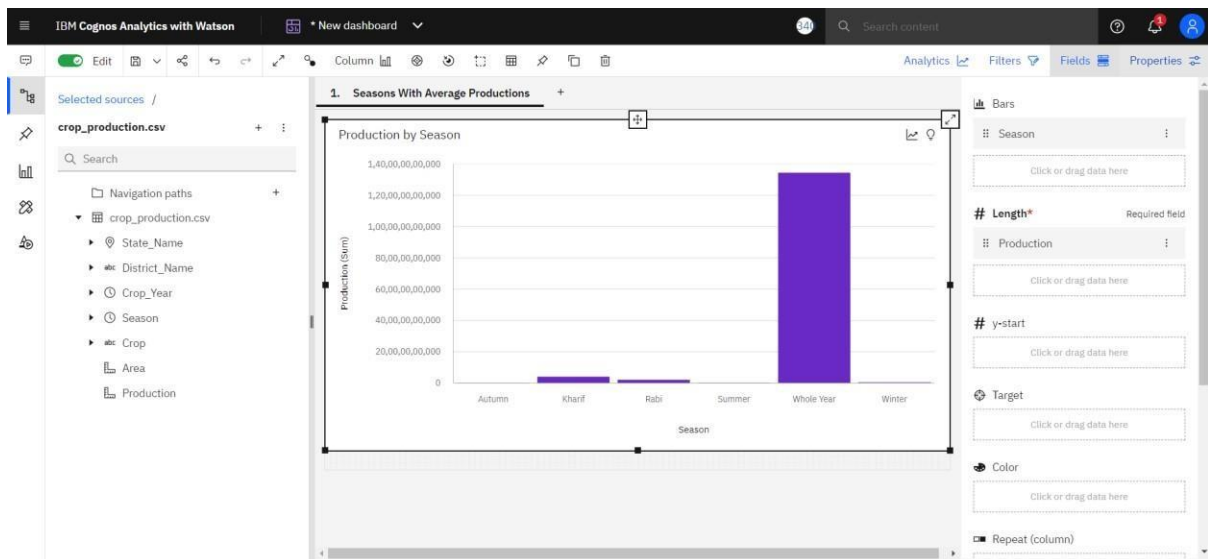 IBM Cognos Analytics with Watson
* New dashboard
Search content
Edit
Column
Analytics
Filters
Fields
Properties
Selected sources /
crop_production.csv
Search
Navigation paths
crop_production.csv
State_Name
abc District_Name
Crop_Year
Season
abc Crop
Area
Production
1. Seasons With Average Productions +
Production by Season
Production (Sum)
1,40,00,00,00,000
1,20,00,00,00,000
1,00,00,00,00,000
80,00,00,00,000
60,00,00,00,000
40,00,00,00,000
20,00,00,00,000
0
Autumn Kharif Rabi Summer Whole Year Winter
Season
Bars
Season
Click or drag data here
# Length* Required field
Production
Click or drag data here
# y-start
Click or drag data here
Target
Click or drag data here
Color
Click or drag data here
Repeat (column)